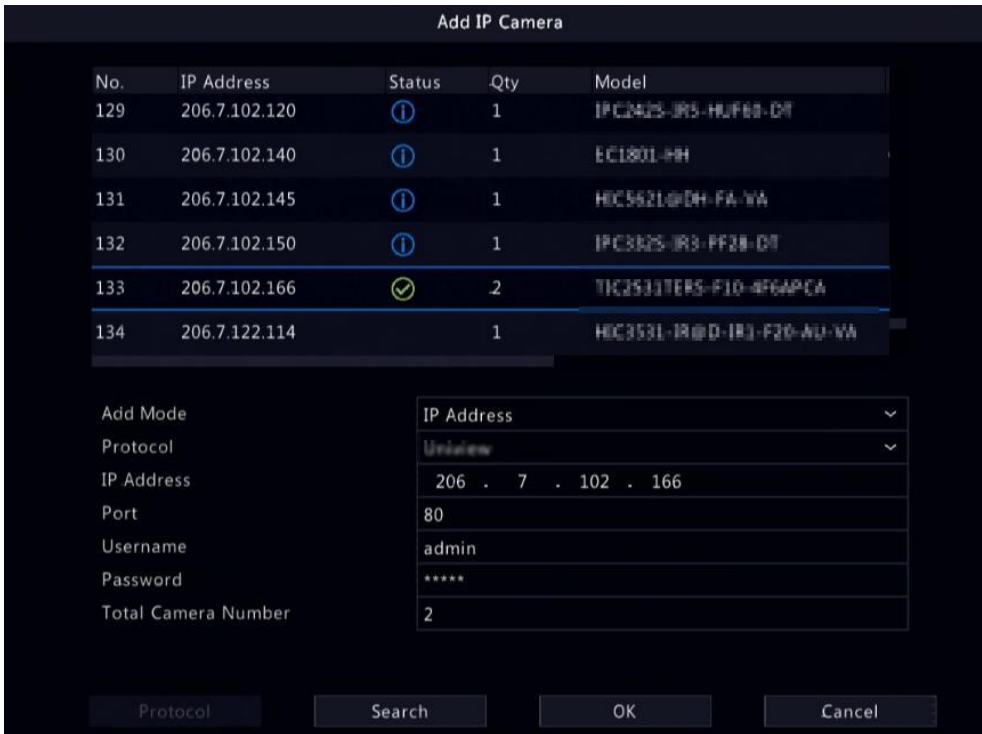 Add IP Camera
No. IP Address Status Qty Model
129 206.7.102.120 1
130 206.7.102.140 1
131 206.7.102.145 1
132 206.7.102.150 1
133 206.7.102.166 2
134 206.7.122.114 1
Add Mode IP Address
Protocol
IP Address 206 . 7 . 102 . 166
Port 80
Username admin
Password *****
Total Camera Number 2
Protocol Search OK Cancel